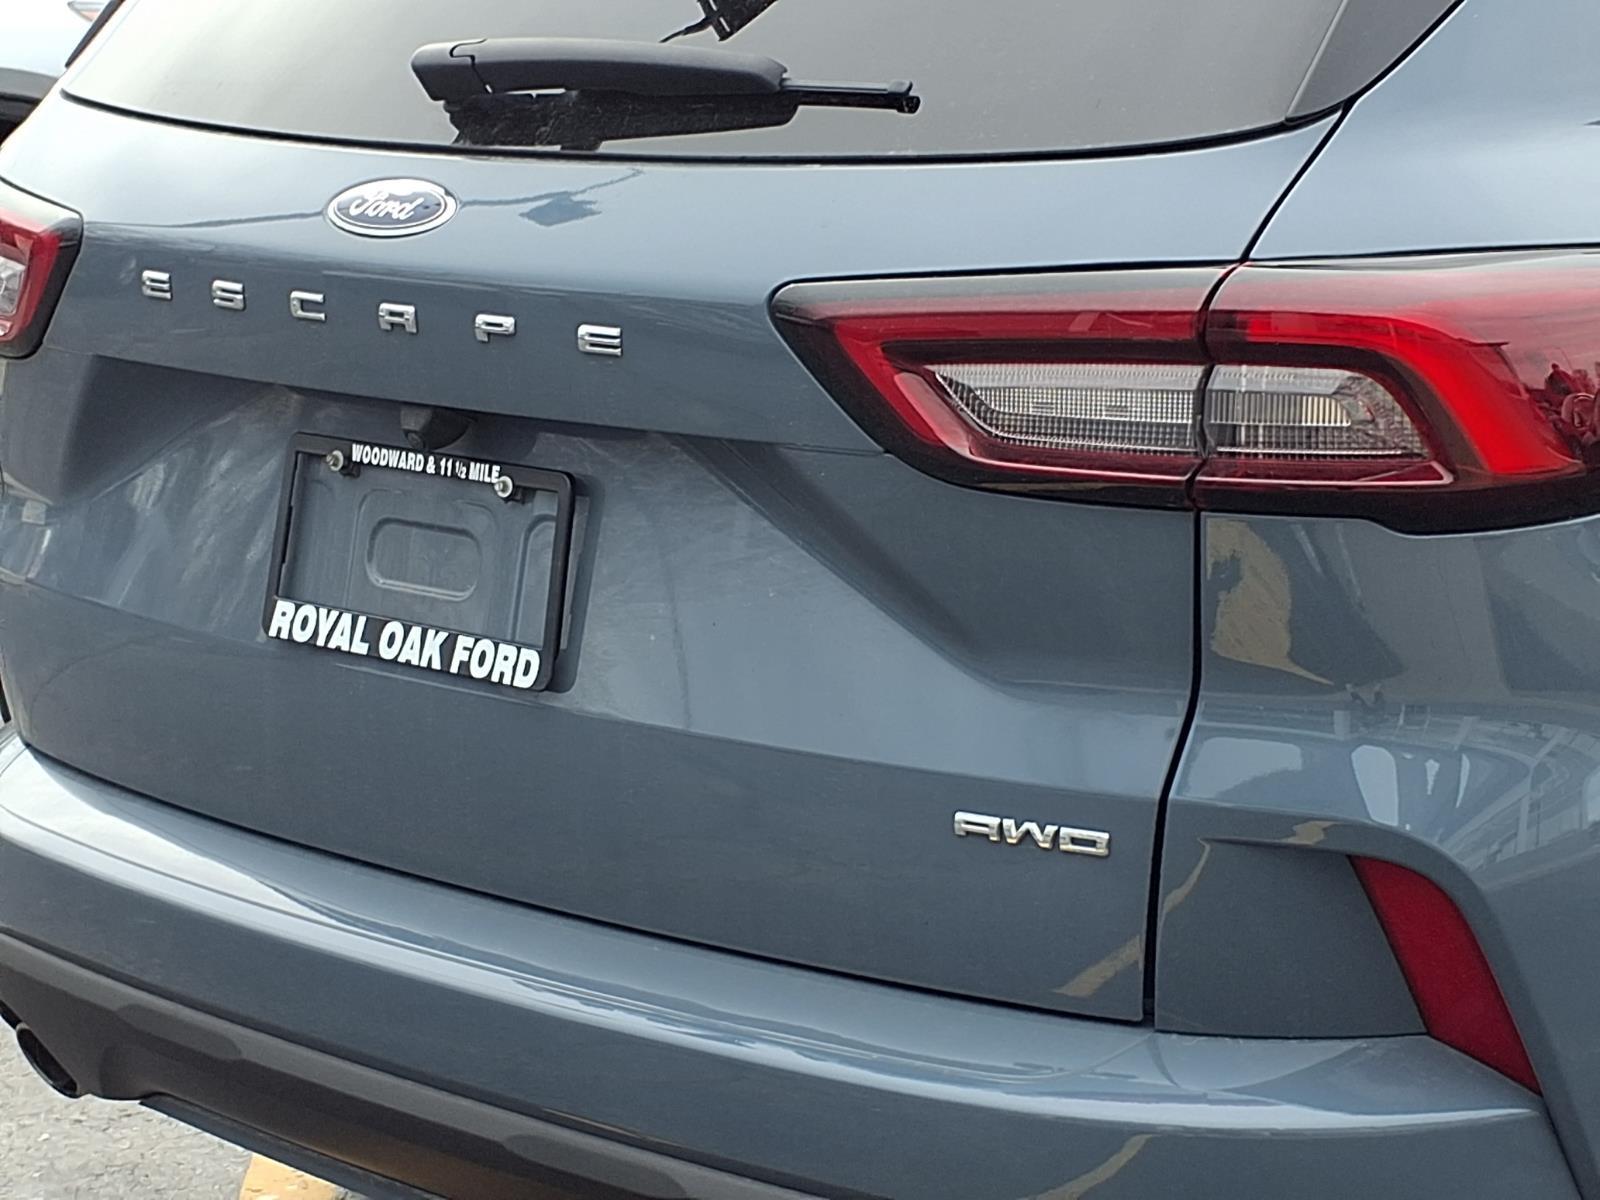 Ford
ESCAPE
WOODWARD & 11 ½ MILE
ROYAL OAK FORD
AWD